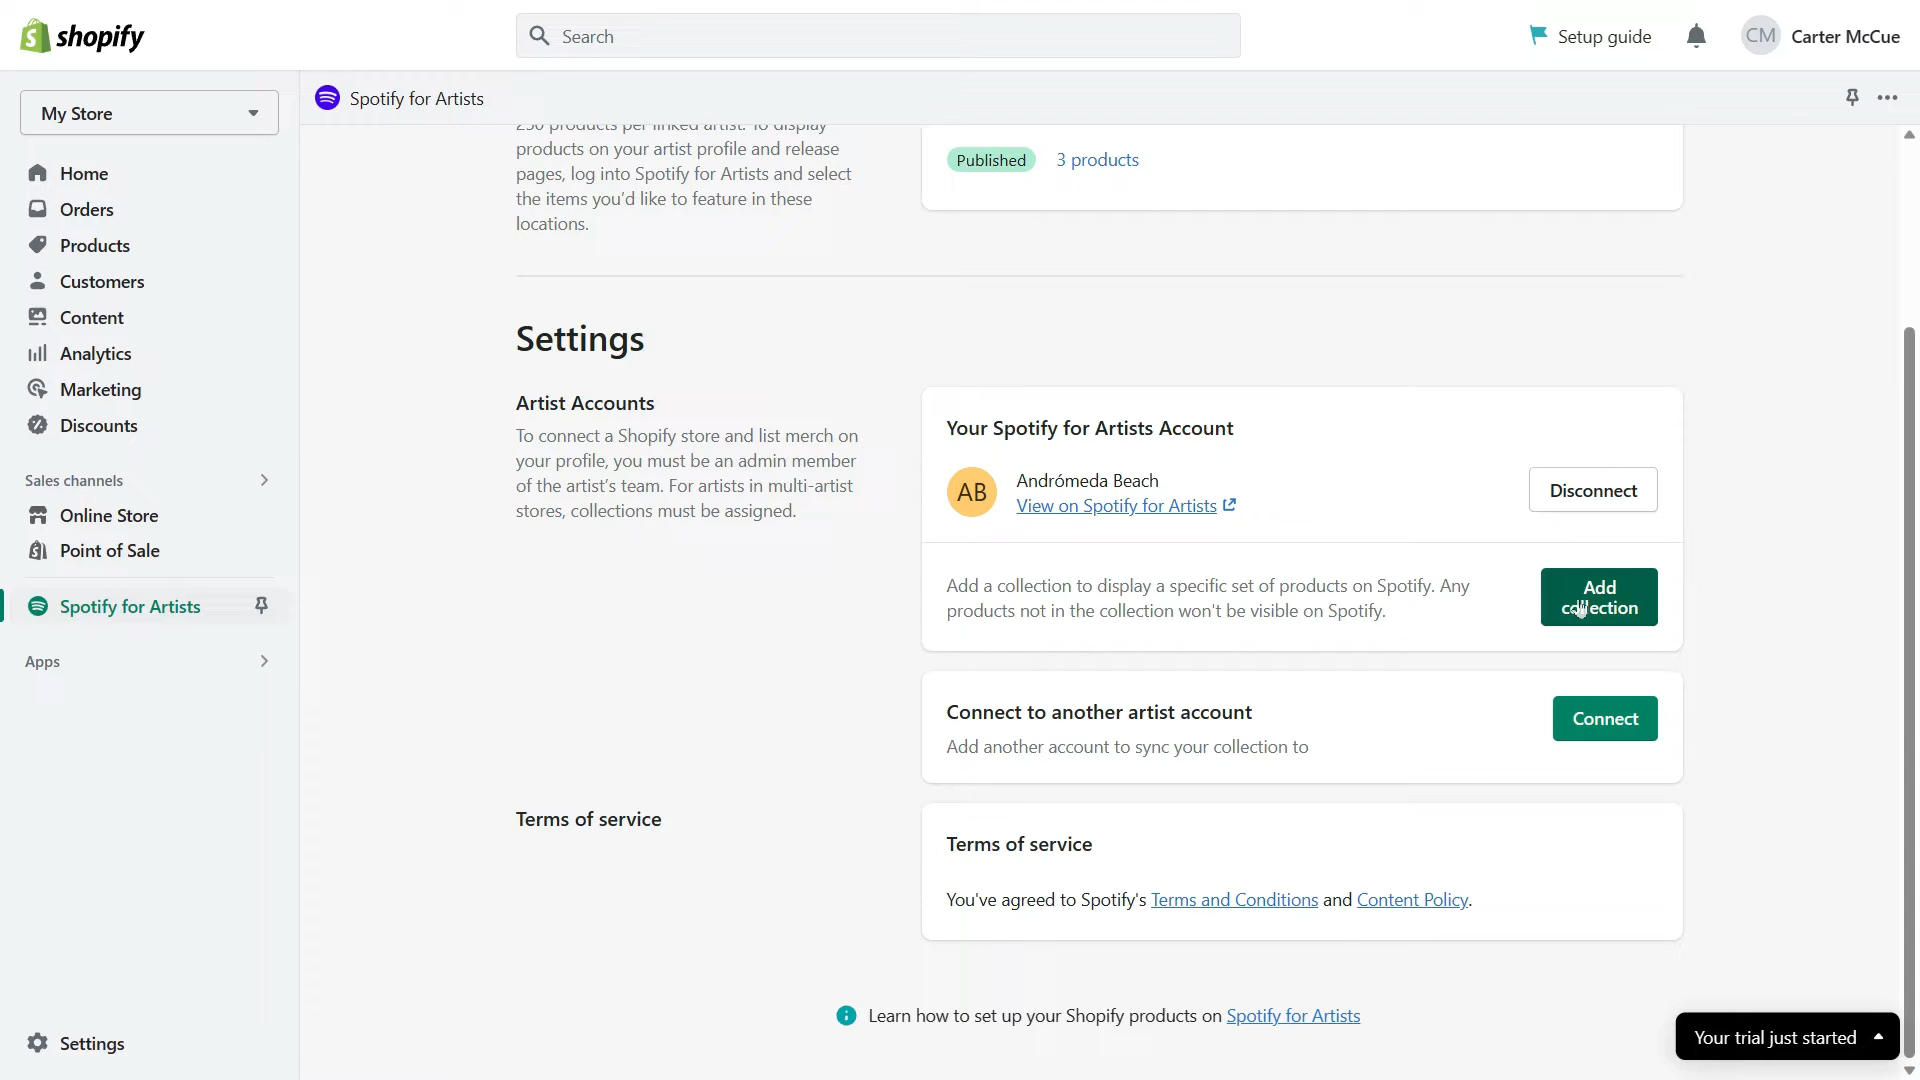 shopify
Search
Setup guide
CM
Carter McCue
My Store
Spotify for Artists
Home
Orders
Products
Customers
Content
Analytics
Marketing
Discounts
Sales channels
Online Store
Point of Sale
Spotify for Artists
Apps
Settings
250 products per linked artist. To display
products on your artist profile and release
pages, log into Spotify for Artists and select
the items you'd like to feature in these
locations.
Published
3 products
Settings
Artist Accounts
To connect a Shopify store and list merch on
your profile, you must be an admin member
of the artist's team. For artists in multi-artist
stores, collections must be assigned.
Your Spotify for Artists Account
AB
Andrómeda Beach
View on Spotify for Artists
Disconnect
Add a collection to display a specific set of products on Spotify. Any
products not in the collection won't be visible on Spotify.
Add
collection
Connect to another artist account
Add another account to sync your collection to
Connect
Terms of service
Terms of service
You've agreed to Spotify's Terms and Conditions and Content Policy.
Learn how to set up your Shopify products on Spotify for Artists
Your trial just started